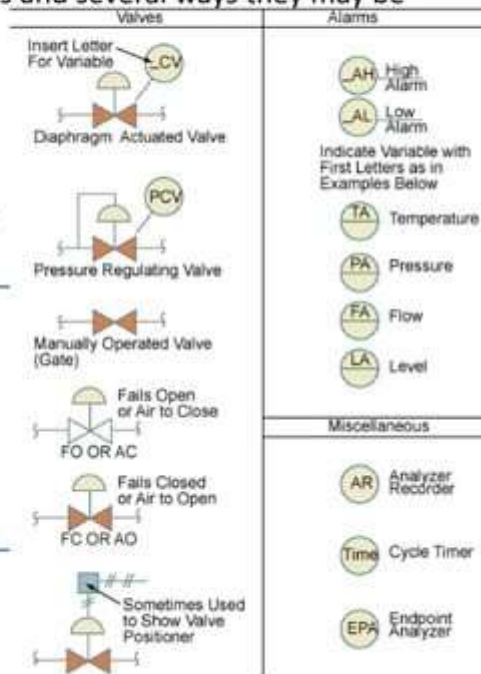 s and several ways they may be
Valves
Insert Letter
For Variable
_CV
Diaphragm Actuated Valve
PCV
Pressure Regulating Valve
Manually Operated Valve
(Gate)
Fails Open
or Air to Close
FO OR AC
Fails Closed
or Air to Open
FC OR AO
Sometimes Used
to Show Valve
Positioner
Alarms
_AH High
Alarm
_AL Low
Alarm
Indicate Variable with
First Letters as in
Examples Below
TA Temperature
PA Pressure
FA Flow
LA Level
Miscellaneous
AR Analyzer
Recorder
Time Cycle Timer
EPA Endpoint
Analyzer